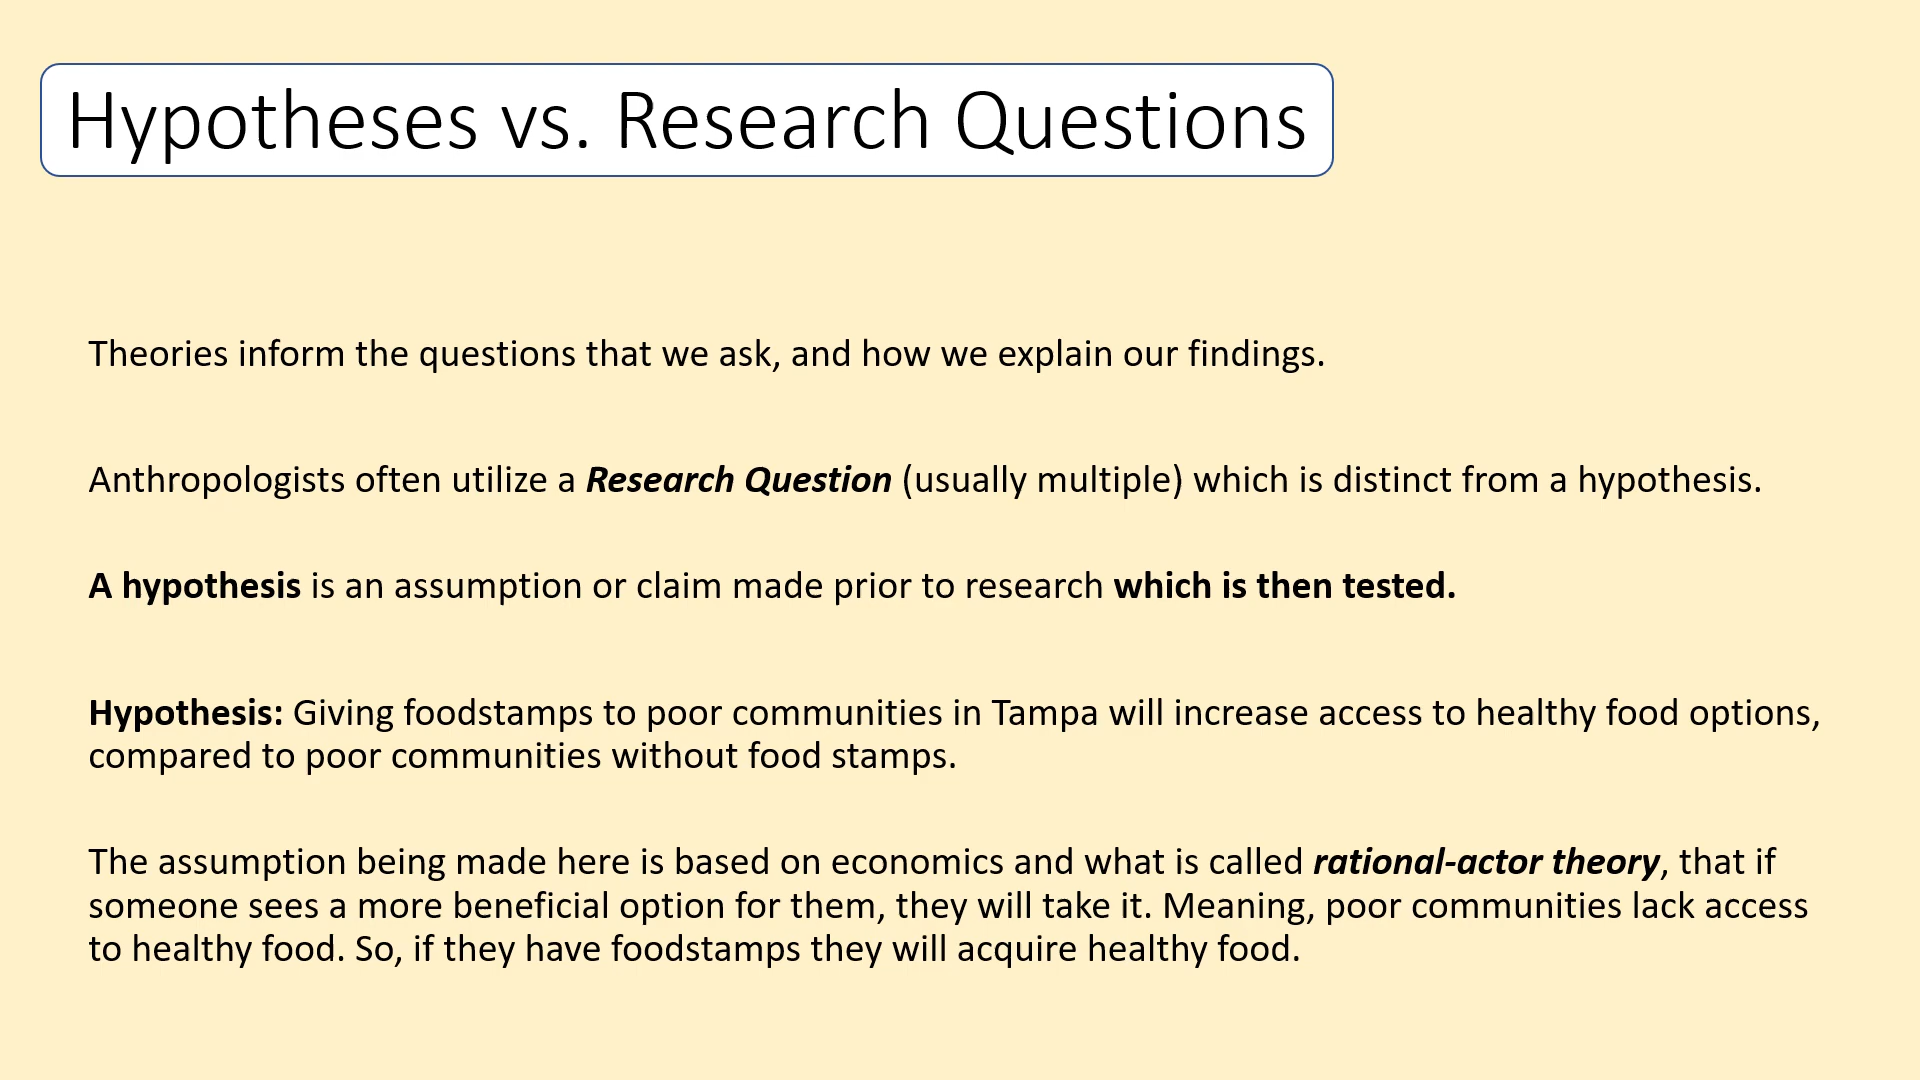 Hypotheses vs. Research Questions
Theories inform the questions that we ask, and how we explain our findings.
Anthropologists often utilize a Research Question (usually multiple) which is distinct from a hypothesis.
A hypothesis is an assumption or claim made prior to research which is then tested.
Hypothesis: Giving foodstamps to poor communities in Tampa will increase access to healthy food options,
compared to poor communities without food stamps.
The assumption being made here is based on economics and what is called rational-actor theory, that if
someone sees a more beneficial option for them, they will take it. Meaning, poor communities lack access
to healthy food. So, if they have foodstamps they will acquire healthy food.